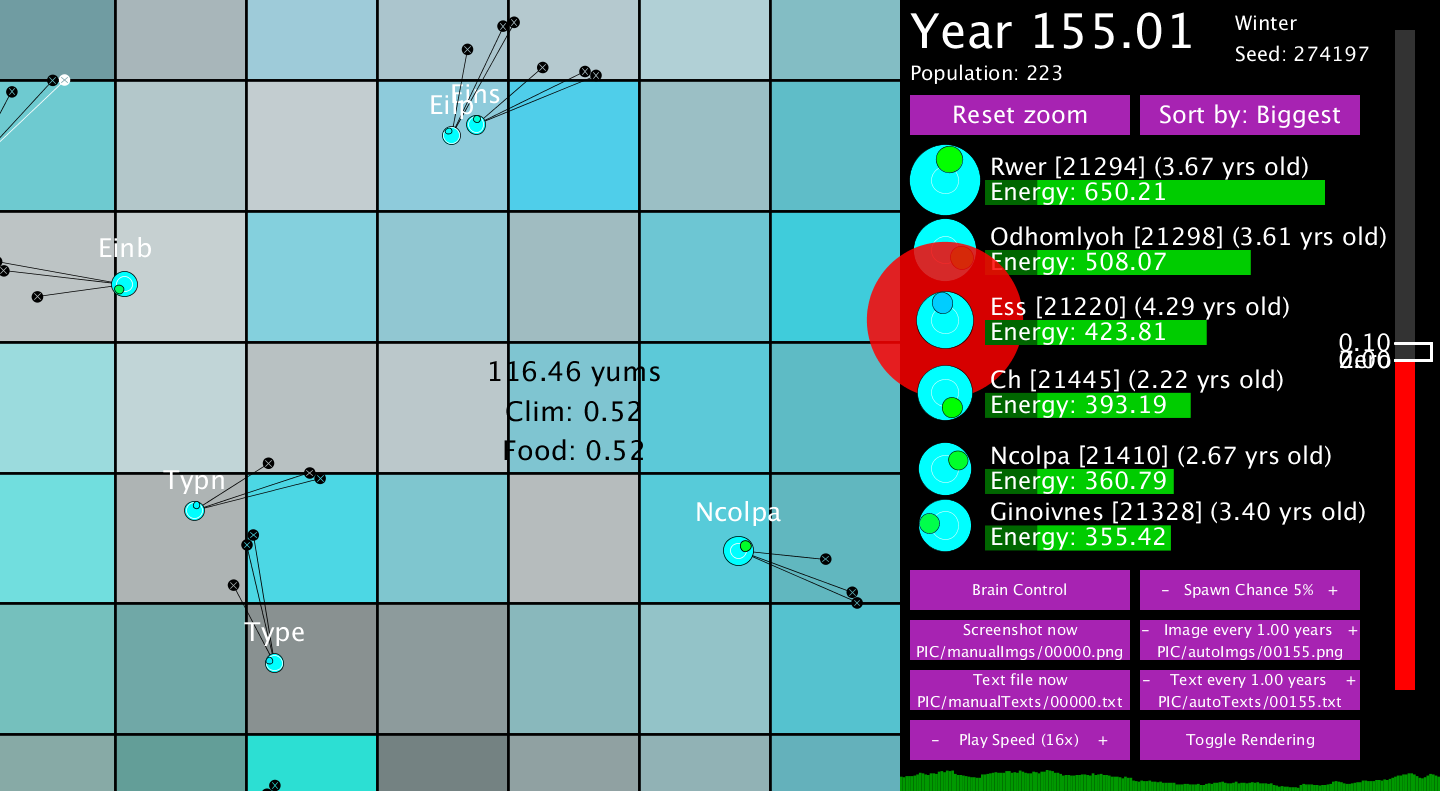 Eins
Eilp
Einb
116.46 yums
Clim: 0.52
Food: 0.52
Typn
Ncolpa
Type
Year 155.01
Winter
Seed: 274197
Population: 223
Reset zoom
Sort by: Biggest
Rwer [21294] (3.67 yrs old)
Energy: 650.21
Odhomlyoh [21298] (3.61 yrs old)
Energy: 508.07
Ess [21220] (4.29 yrs old)
Energy: 423.81
Ch [21445] (2.22 yrs old)
Energy: 393.19
Ncolpa [21410] (2.67 yrs old)
Energy: 360.79
Ginoivnes [21328] (3.40 yrs old)
Energy: 355.42
0.10
Brain Control
- Spawn Chance 5% +
Screenshot now
PIC/manualImgs/00000.png
- Image every 1.00 years +
PIC/autoImgs/00155.png
Text file now
PIC/manualTexts/00000.txt
- Text every 1.00 years +
PIC/autoTexts/00155.txt
- Play Speed (16x) +
Toggle Rendering